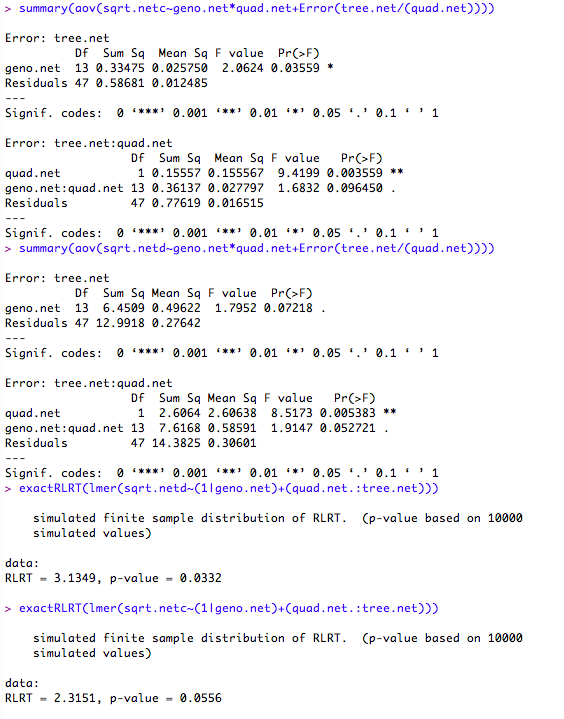 > summary(aov(sqrt.netc~geno.net*quad.net+Error(tree.net/(quad.net))))
Error: tree.net
Df Sum Sq Mean Sq F value Pr(>F)
geno.net 13 0.33475 0.025750 2.0624 0.03559 *
Residuals 47 0.58681 0.012485
---
Signif. codes: 0 ‘***’ 0.001 ‘**’ 0.01 ‘*’ 0.05 ‘.’ 0.1 ‘ ’ 1
Error: tree.net:quad.net
Df Sum Sq Mean Sq F value Pr(>F)
quad.net 1 0.15557 0.155567 9.4199 0.003559 **
geno.net:quad.net 13 0.36137 0.027797 1.6832 0.096450 .
Residuals 47 0.77619 0.016515
---
Signif. codes: 0 ‘***’ 0.001 ‘**’ 0.01 ‘*’ 0.05 ‘.’ 0.1 ‘ ’ 1
> summary(aov(sqrt.netd~geno.net*quad.net+Error(tree.net/(quad.net))))
Error: tree.net
Df Sum Sq Mean Sq F value Pr(>F)
geno.net 13 6.4509 0.49622 1.7952 0.07218 .
Residuals 47 12.9918 0.27642
---
Signif. codes: 0 ‘***’ 0.001 ‘**’ 0.01 ‘*’ 0.05 ‘.’ 0.1 ‘ ’ 1
Error: tree.net:quad.net
Df Sum Sq Mean Sq F value Pr(>F)
quad.net 1 2.6064 2.60638 8.5173 0.005383 **
geno.net:quad.net 13 7.6168 0.58591 1.9147 0.052721 .
Residuals 47 14.3825 0.30601
---
Signif. codes: 0 ‘***’ 0.001 ‘**’ 0.01 ‘*’ 0.05 ‘.’ 0.1 ‘ ’ 1
> exactRLRT(lmer(sqrt.netd~(1|geno.net)+(quad.net.:tree.net)))
simulated finite sample distribution of RLRT. (p-value based on 10000
simulated values)
data:
RLRT = 3.1349, p-value = 0.0332
> exactRLRT(lmer(sqrt.netc~(1|geno.net)+(quad.net.:tree.net)))
simulated finite sample distribution of RLRT. (p-value based on 10000
simulated values)
data:
RLRT = 2.3151, p-value = 0.0556